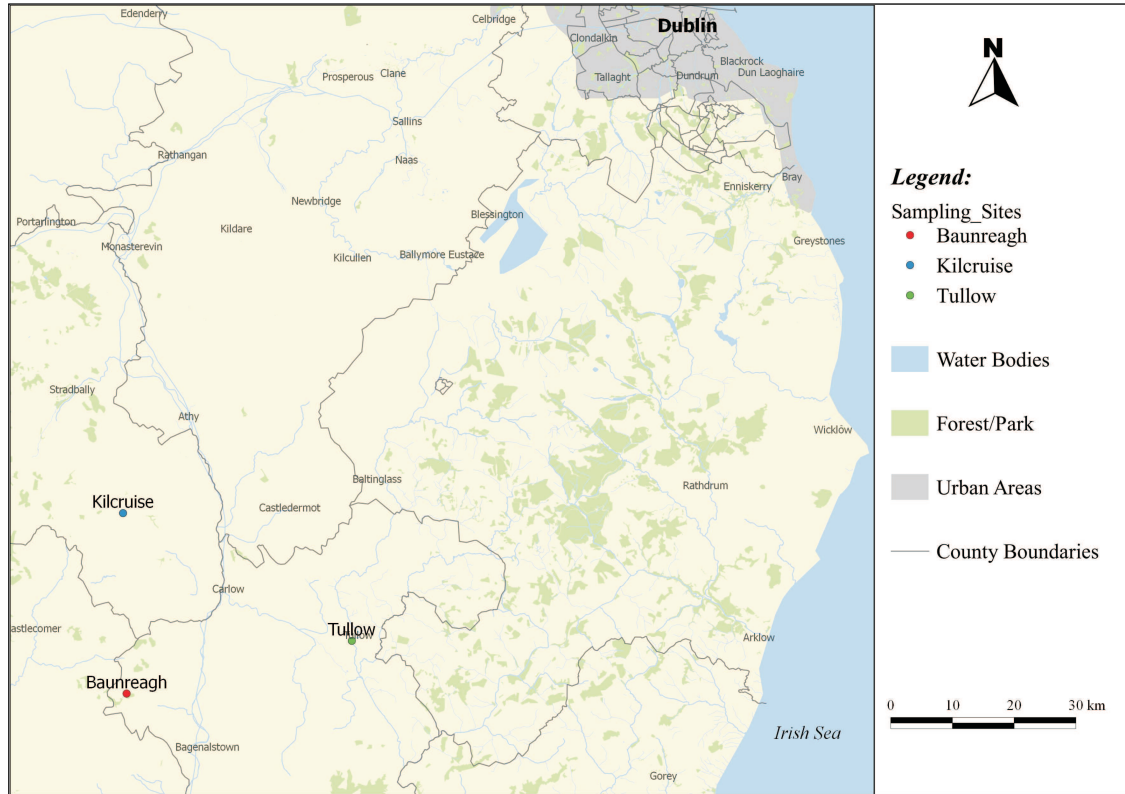 Edenderry
Celbridge
Dublin
Clondalkin
Blackrock
Dun Laoghaire
Tallaght
Dundrum
Prosperous
Clane
Sallins
Rathangan
Naas
Bray
Enniskerry
Newbridge
Blessington
Portarlington
Kildare
Monasterevin
Greystones
Kilcullen
Ballymore Eustace
Stradbally
Athy
Wicklow
Baltinglass
Rathdrum
Kilcruise
Castledermot
Carlow
astlecomer
Tullow
Arklow
Baunreagh
Bagenalstown
Irish Sea
Gorey
N
Legend:
Sampling_Sites
Baunreagh
Kilcruise
Tullow
Water Bodies
Forest/Park
Urban Areas
County Boundaries
0 10 20 30 km